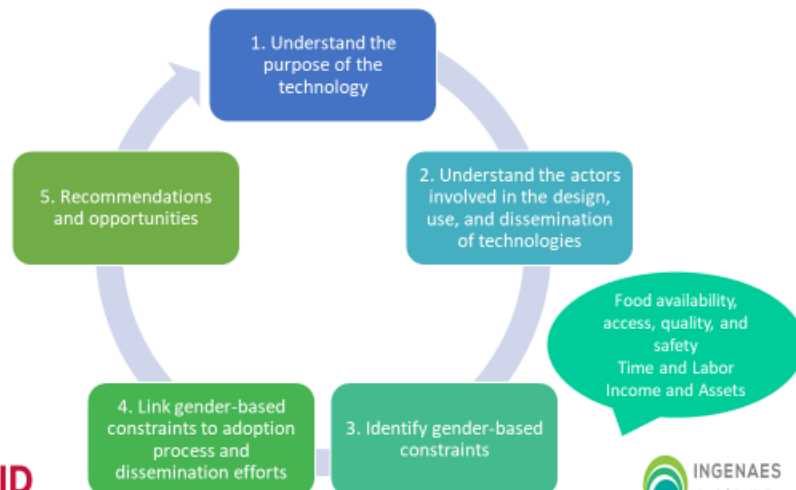 1. Understand the
purpose of the
technology
2. Understand the actors
involved in the design,
use, and dissemination
of technologies
Food availability,
access, quality, and
safety
Time and Labor
Income and Assets
3. Identify gender-based
constraints
4. Link gender-based
constraints to adoption
process and
dissemination efforts
5. Recommendations
and opportunities
INGENAES